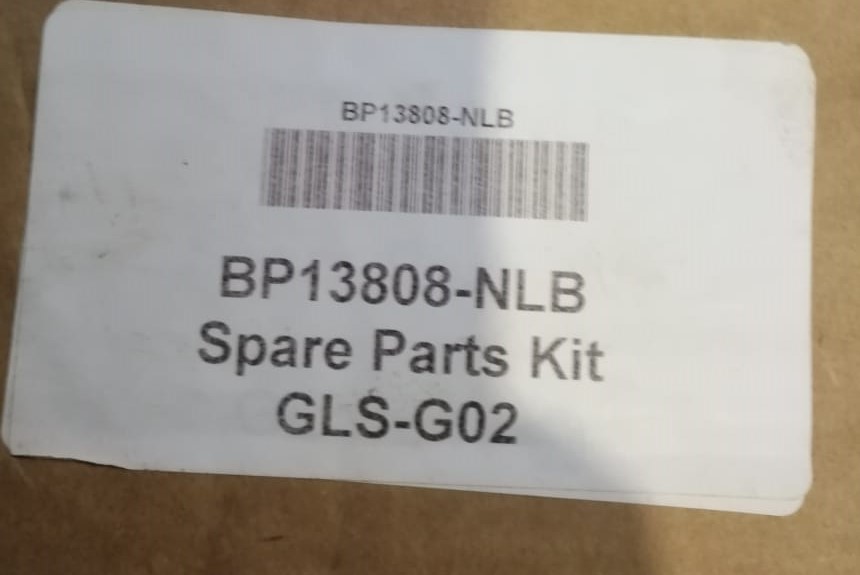 BP13808-NLB
BP13808-NLB
Spare Parts Kit
GLS-G02